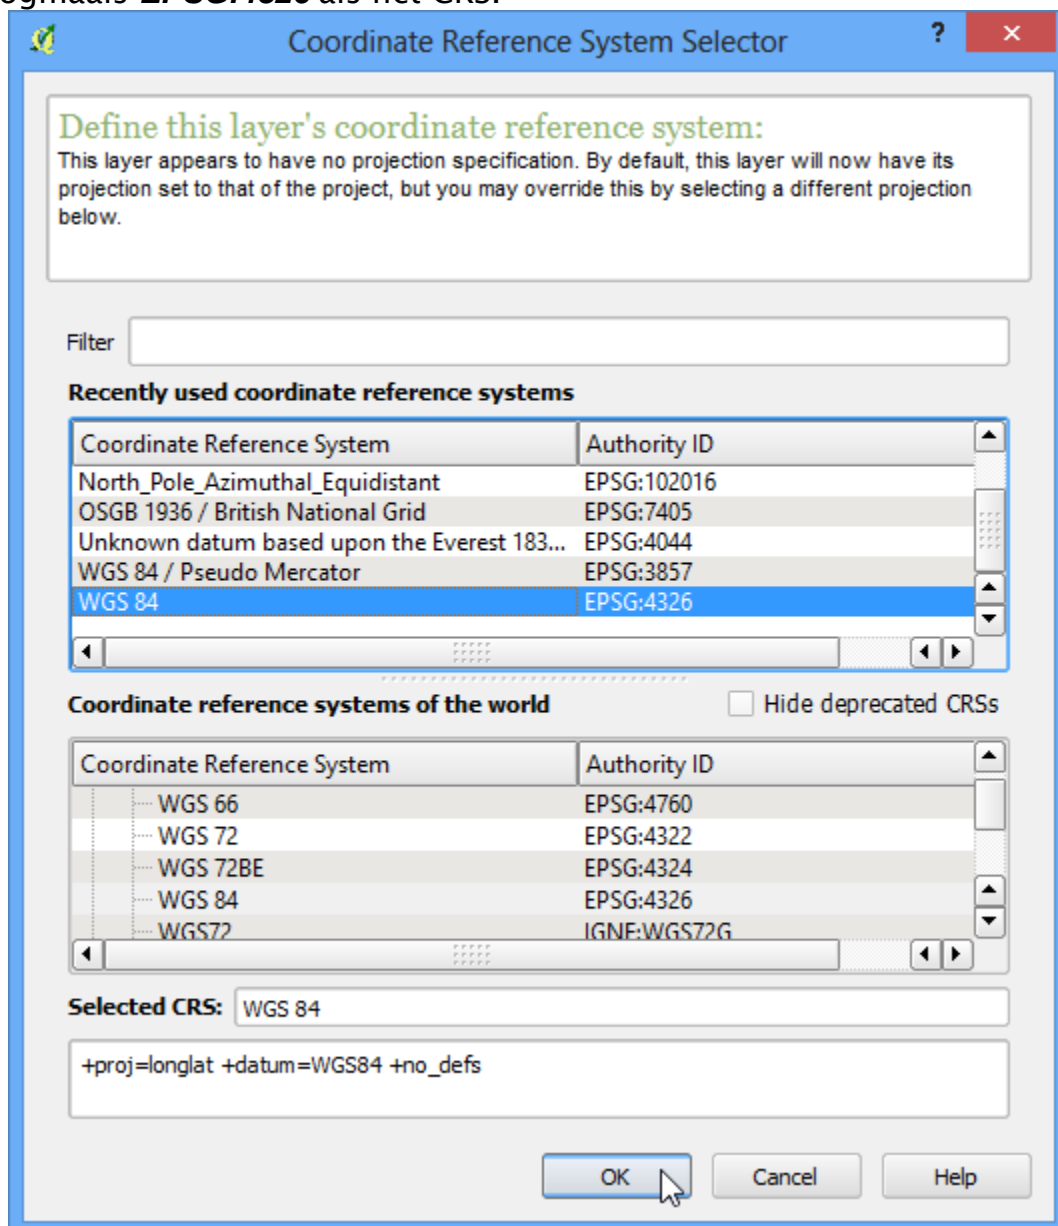 als het CRS.
Coordinate Reference System Selector ?
Define this layer's coordinate reference system:
This layer appears to have no projection specification. By default, this layer will now have its
projection set to that of the project, but you may override this by selecting a different projection
below.
Filter
Recently used coordinate reference systems
Coordinate Reference System Authority ID
North_Pole_Azimuthal_Equidistant EPSG:102016
OSGB 1936 / British National Grid EPSG:7405
Unknown datum based upon the Everest 183... EPSG:4044
WGS 84 / Pseudo Mercator EPSG:3857
WGS 84 EPSG:4326
Coordinate reference systems of the world Hide deprecated CRSs
Coordinate Reference System Authority ID
WGS 66 EPSG:4760
WGS 72 EPSG:4322
WGS 72BE EPSG:4324
WGS 84 EPSG:4326
WGS72 IGNF:WGS72G
Selected CRS: WGS 84
+proj=longlat +datum=WGS84 +no_defs
OK Cancel Help